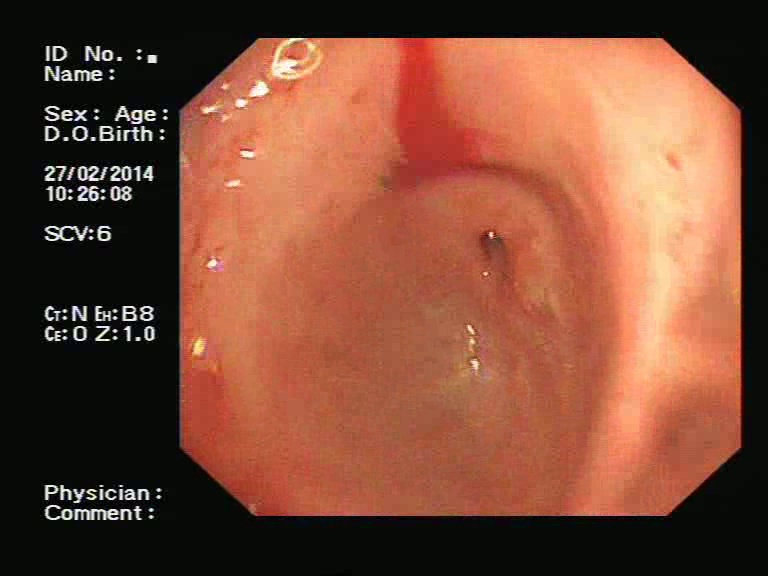 ID No. :
Name:
Sex: Age:
D.O.Birth:
27/02/2014
10:26:08
SCV:6
CT:N EH:B8
CE:0 Z:1.0
Physician:
Comment: